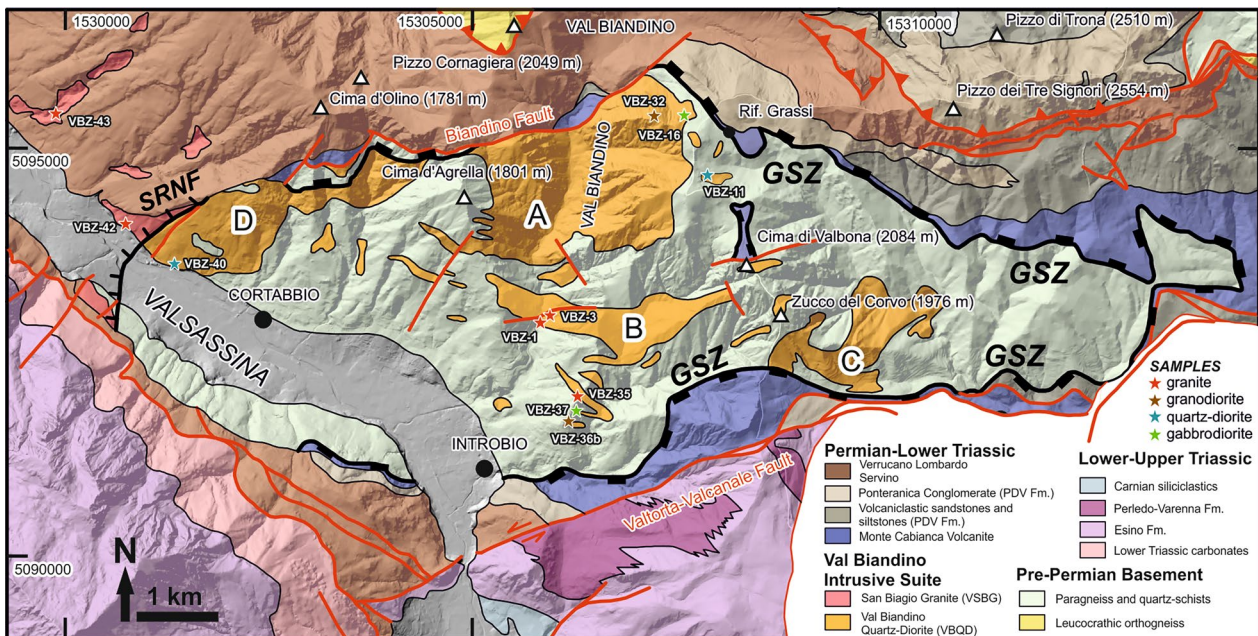 1530000
15305000
15310000
VAL BIANDINO
Pizzo di Trona (2510 m)
Pizzo Cornagiera (2049 m)
Cima d'Olino (1781 m)
Pizzo dei Tre Signori (2554 m)
VBZ-43
VBZ-32
Rif. Grassi
Biandino Fault
VBZ-16
5095000
VAL BIANDINO
SRNF
Cima d'Agrella (1801 m)
GSZ
VBZ-11
D
A
VBZ-42
Cima di Valbona (2084 m)
VBZ-40
GSZ
CORTABBIO
VALSASSINA
Zucco del Corvo (1976 m)
VBZ-3
VBZ-1
B
GSZ
C
GSZ
VBZ-35
VBZ-37
VBZ-36b
INTROBIO
Valtorta-Valcanale Fault
5090000
N
1 km
SAMPLES
granite
granodiorite
quartz-diorite
gabbrodiorite
Permian-Lower Triassic
Verrucano Lombardo
Servino
Ponteranica Conglomerate (PDV Fm.)
Volcaniclastic sandstones and
siltstones (PDV Fm.)
Monte Cabianca Volcanite
Val Biandino
Intrusive Suite
San Biagio Granite (VSBG)
Val Biandino
Quartz-Diorite (VBQD)
Lower-Upper Triassic
Carnian siliciclastics
Perledo-Varenna Fm.
Esino Fm.
Lower Triassic carbonates
Pre-Permian Basement
Paragneiss and quartz-schists
Leucocratic orthogneiss